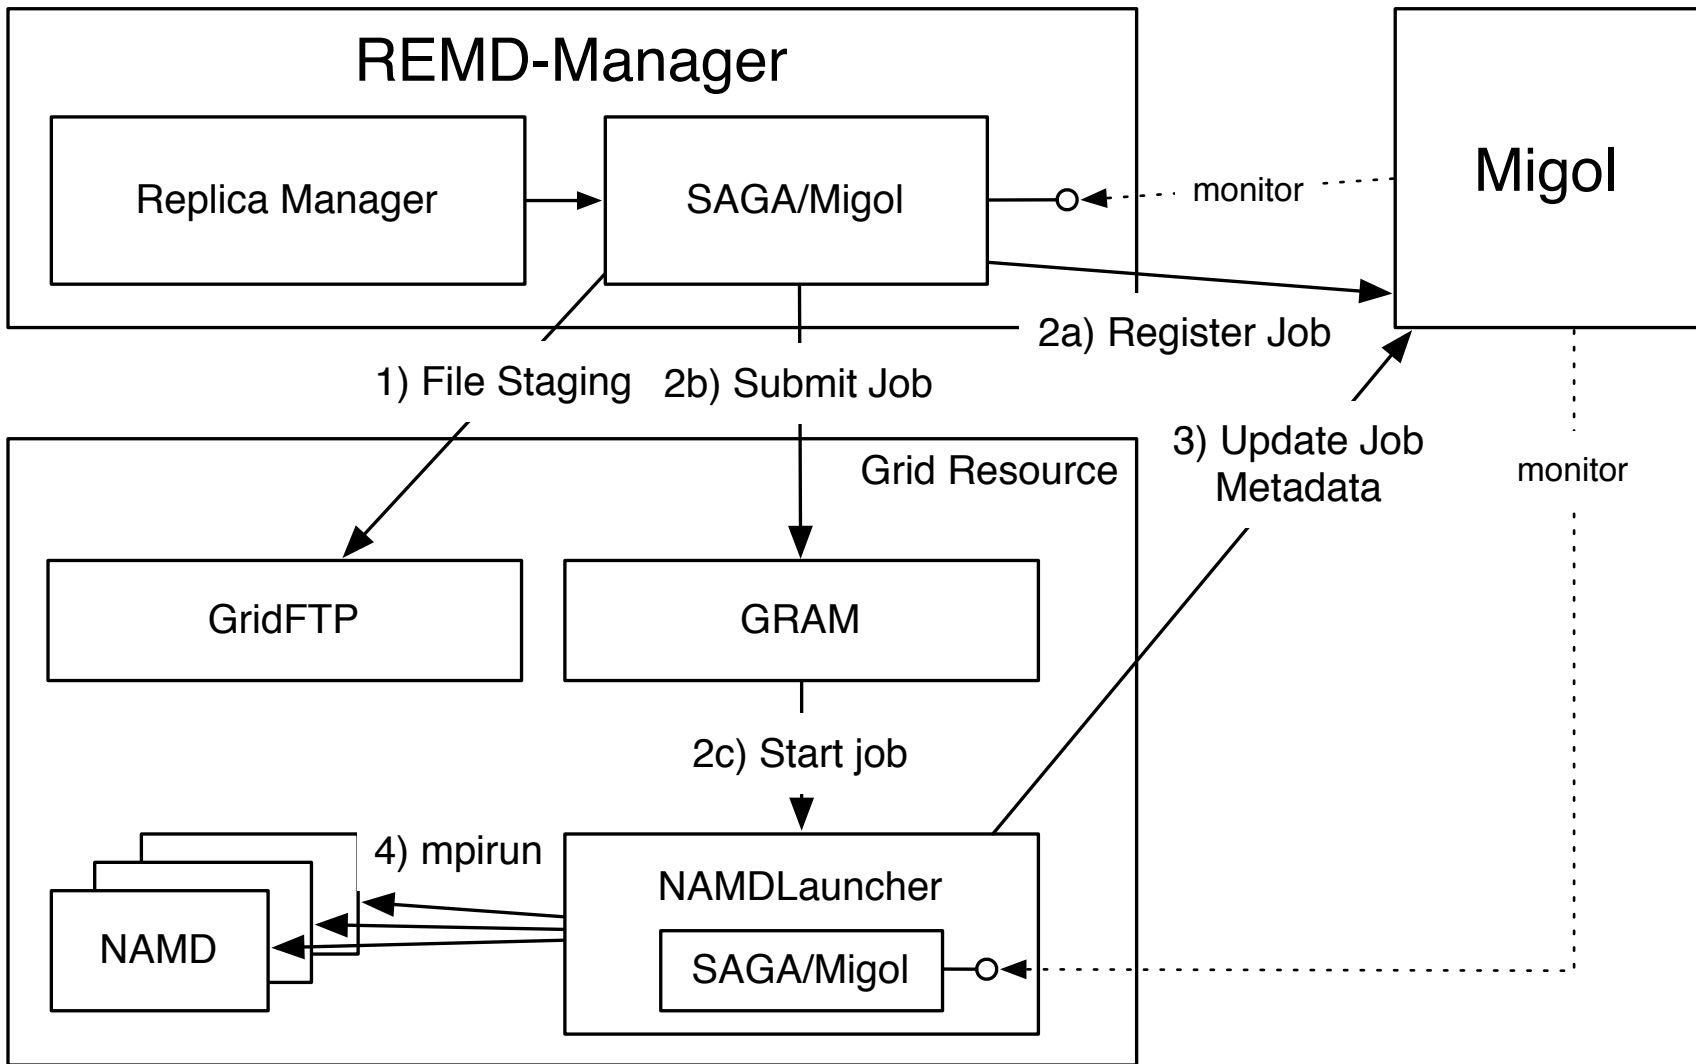 REMD-Manager
Replica Manager
SAGA/Migol
monitor
Migol
2a) Register Job
1) File Staging
2b) Submit Job
3) Update Job
Metadata
monitor
Grid Resource
GridFTP
GRAM
2c) Start job
4) mpirun
NAMDLauncher
NAMD
SAGA/Migol